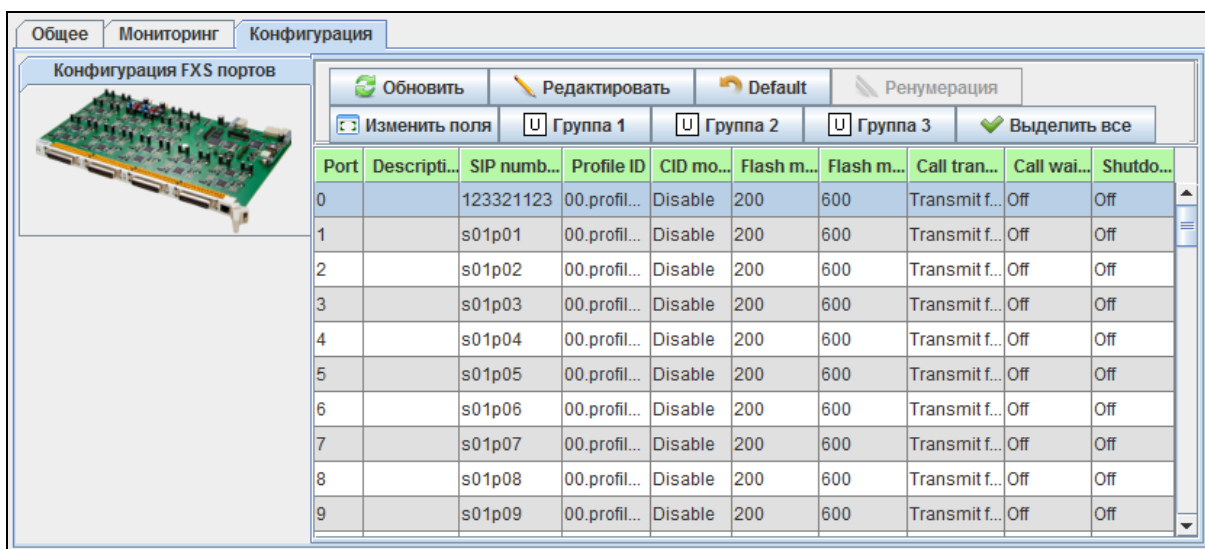 Общее Мониторинг Конфигурация
Конфигурация FXS портов
Обновить Редактировать Default Ренумерация
Изменить поля U Группа 1 U Группа 2 U Группа 3 Выделить все
Port Descripti... SIP numb... Profile ID CID mo... Flash m... Flash m... Call tran... Call wai... Shutdo...
0 123321123 00.profil... Disable 200 600 Transmit f... Off Off
1 s01p01 00.profil... Disable 200 600 Transmit f... Off Off
2 s01p02 00.profil... Disable 200 600 Transmit f... Off Off
3 s01p03 00.profil... Disable 200 600 Transmit f... Off Off
4 s01p04 00.profil... Disable 200 600 Transmit f... Off Off
5 s01p05 00.profil... Disable 200 600 Transmit f... Off Off
6 s01p06 00.profil... Disable 200 600 Transmit f... Off Off
7 s01p07 00.profil... Disable 200 600 Transmit f... Off Off
8 s01p08 00.profil... Disable 200 600 Transmit f... Off Off
9 s01p09 00.profil... Disable 200 600 Transmit f... Off Off